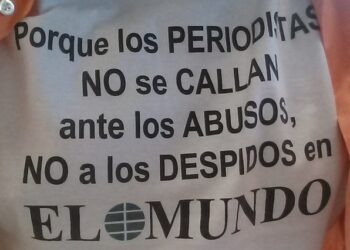 Porque los PERIODISTAS
NO se CALLAN
ante los ABUSOS,
NO a los DESPIDOS en
EL MUNDO